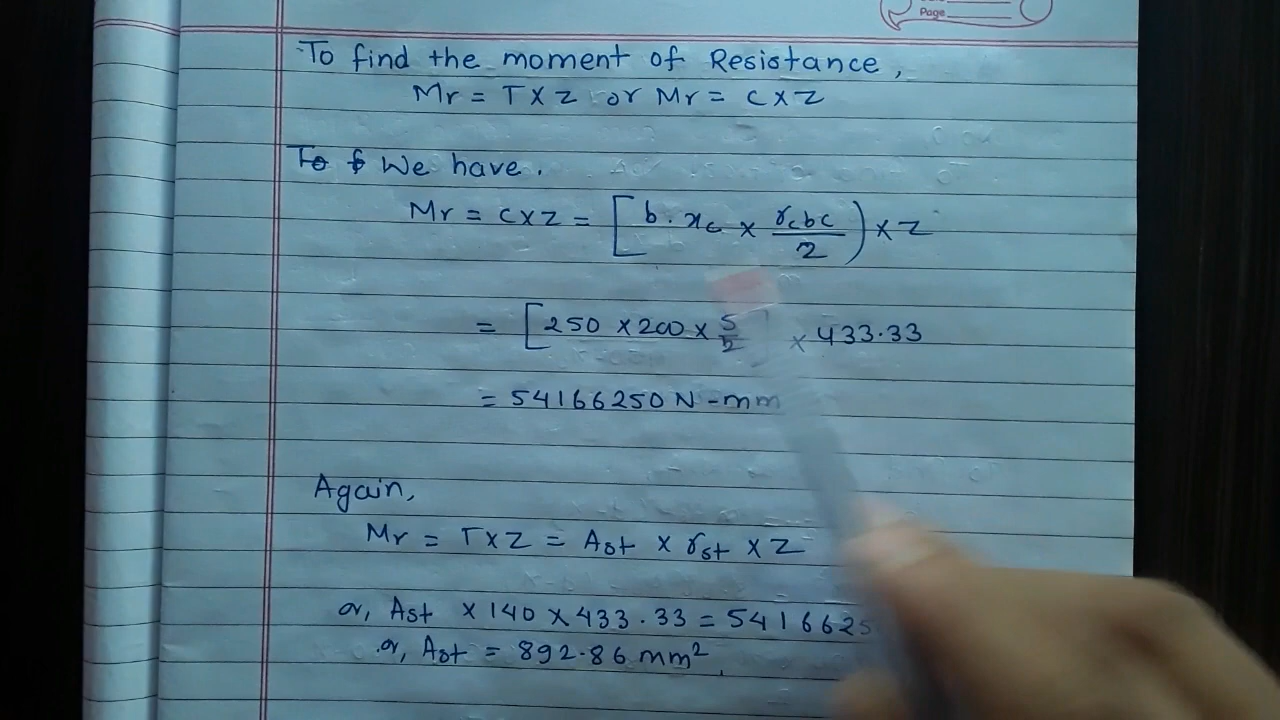 Page
To find the moment of Resistance,
Mr = T×Z or Mr = C×Z
To f We have.
Mr = C×Z = [b.xc × σcbc/2) × Z
= [250 × 200 × 5/2 × 433.33
= 54166250 N-mm
Again,
Mr = T×Z = Ast × σst × Z
or, Ast × 140 × 433.33 = 5416625
or, Ast = 892.86 mm²